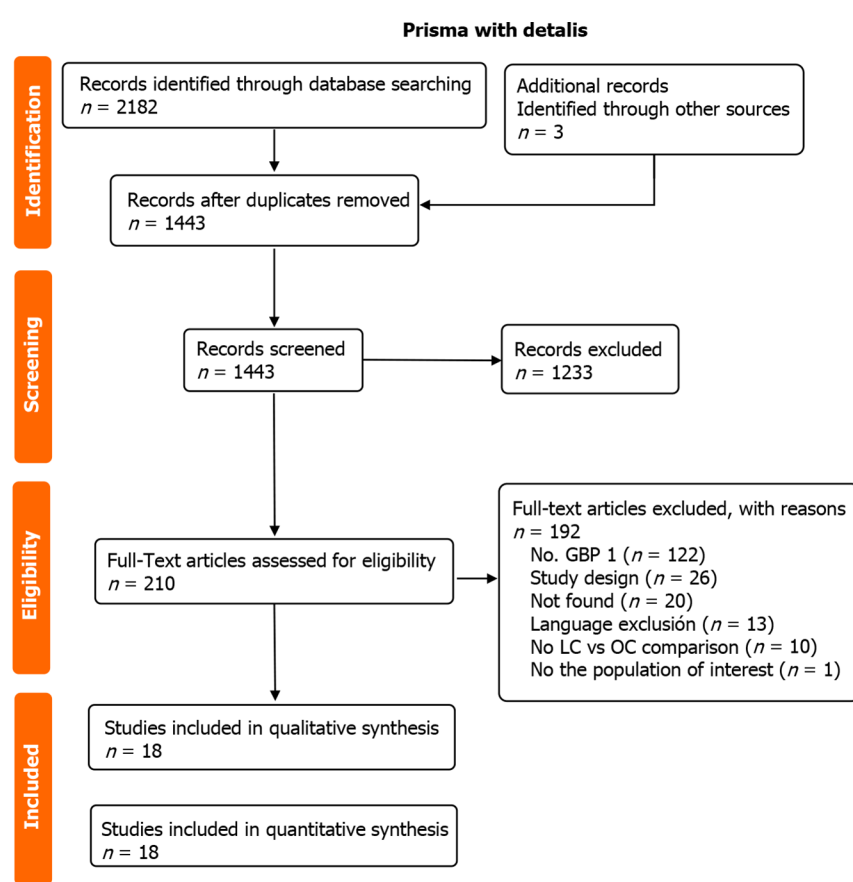 Prisma with detalis
Identification
Records identified through database searching
n = 2182
Additional records
Identified through other sources
n = 3
Records after duplicates removed
n = 1443
Screening
Records screened
n = 1443
Records excluded
n = 1233
Eligibility
Full-Text articles assessed for eligibility
n = 210
Full-text articles excluded, with reasons
n = 192
No. GBP 1 (n = 122)
Study design (n = 26)
Not found (n = 20)
Language exclusión (n = 13)
No LC vs OC comparison (n = 10)
No the population of interest (n = 1)
Included
Studies included in qualitative synthesis
n = 18
Studies included in quantitative synthesis
n = 18